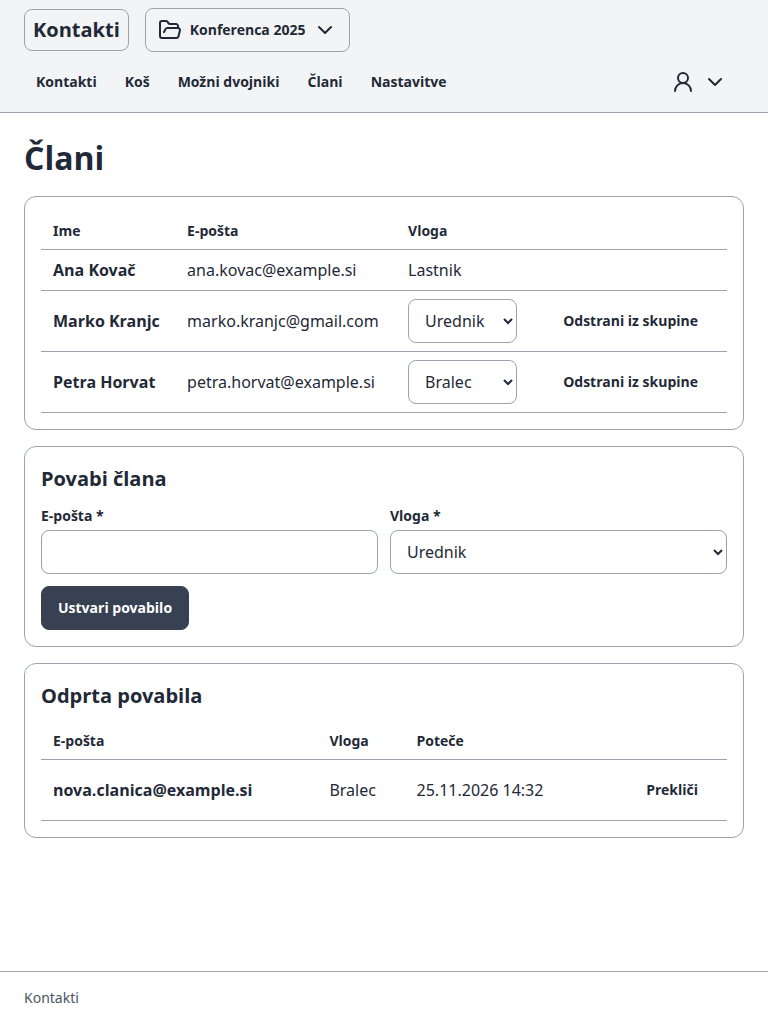 Kontakti
Konferenca 2025
Kontakti Koš Možni dvojniki Člani Nastavitve
Člani
Ime E-pošta Vloga
Ana Kovač ana.kovac@example.si Lastnik
Marko Kranjc marko.kranjc@gmail.com Urednik Odstrani iz skupine
Petra Horvat petra.horvat@example.si Bralec Odstrani iz skupine
Povabi člana
E-pošta * Vloga *
Urednik
Ustvari povabilo
Odprta povabila
E-pošta Vloga Poteče
nova.clanica@example.si Bralec 25.11.2026 14:32 Prekliči
Kontakti